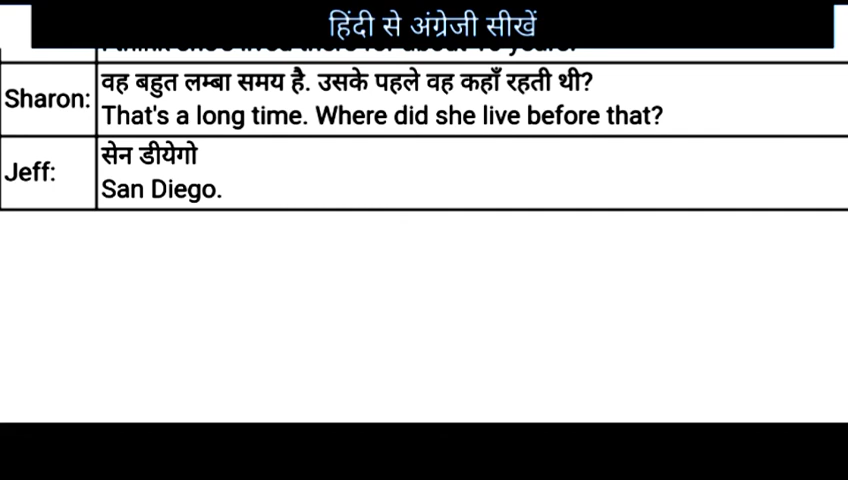 हिंदी से अंग्रेजी सीखें
Sharon:
वह बहुत लम्बा समय है. उसके पहले वह कहाँ रहती थी?
That's a long time. Where did she live before that?
Jeff:
सेन डीयेगो
San Diego.